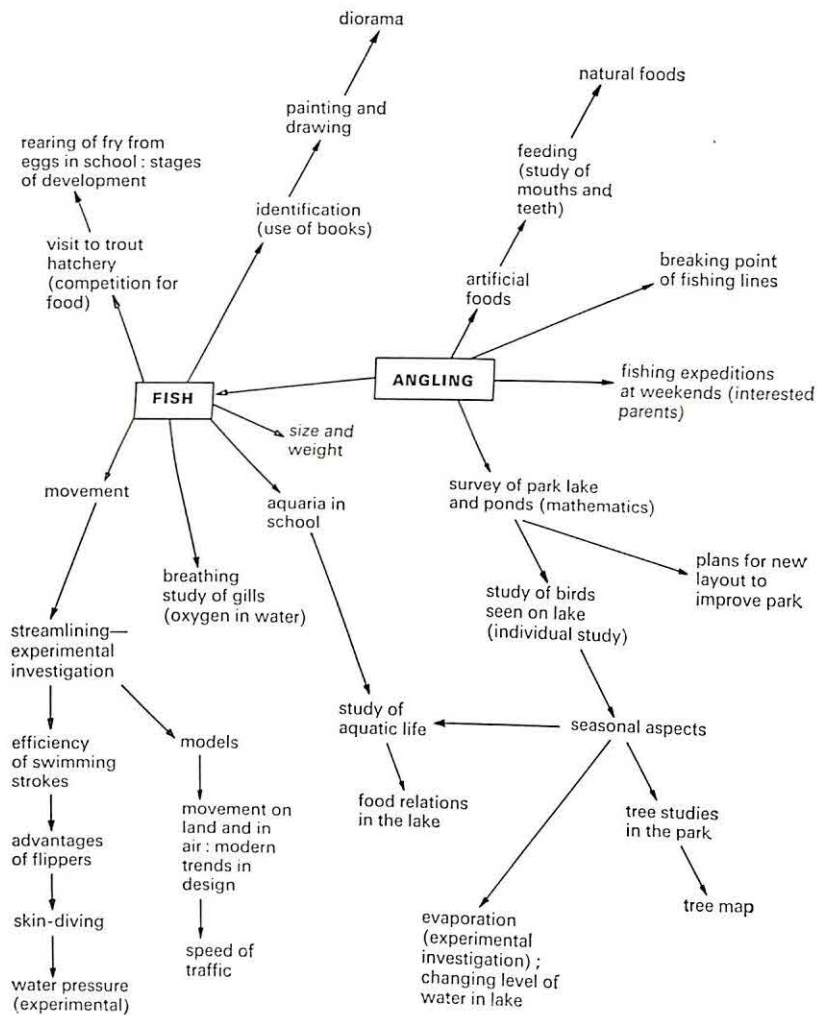 diorama
natural foods
painting and
drawing
rearing of fry from
eggs in school : stages
of development
feeding
(study of
mouths and
teeth)
identification
(use of books)
visit to trout
hatchery
(competition for
food)
breaking point
of fishing lines
artificial
foods
ANGLING
fishing expeditions
at weekends (interested
parents)
FISH
size and
weight
movement
aquaria in
school
survey of park lake
and ponds (mathematics)
breathing
study of gills
(oxygen in water)
plans for new
layout to
improve park
study of birds
seen on lake
(individual study)
streamlining—
experimental
investigation
study of
aquatic life
seasonal aspects
efficiency
of swimming
strokes
models
food relations
in the lake
movement on
land and in
air : modern
trends in
design
tree studies
in the park
advantages
of flippers
tree map
skin-diving
evaporation
(experimental
investigation) ;
changing level of
water in lake
speed of
traffic
water pressure
(experimental)